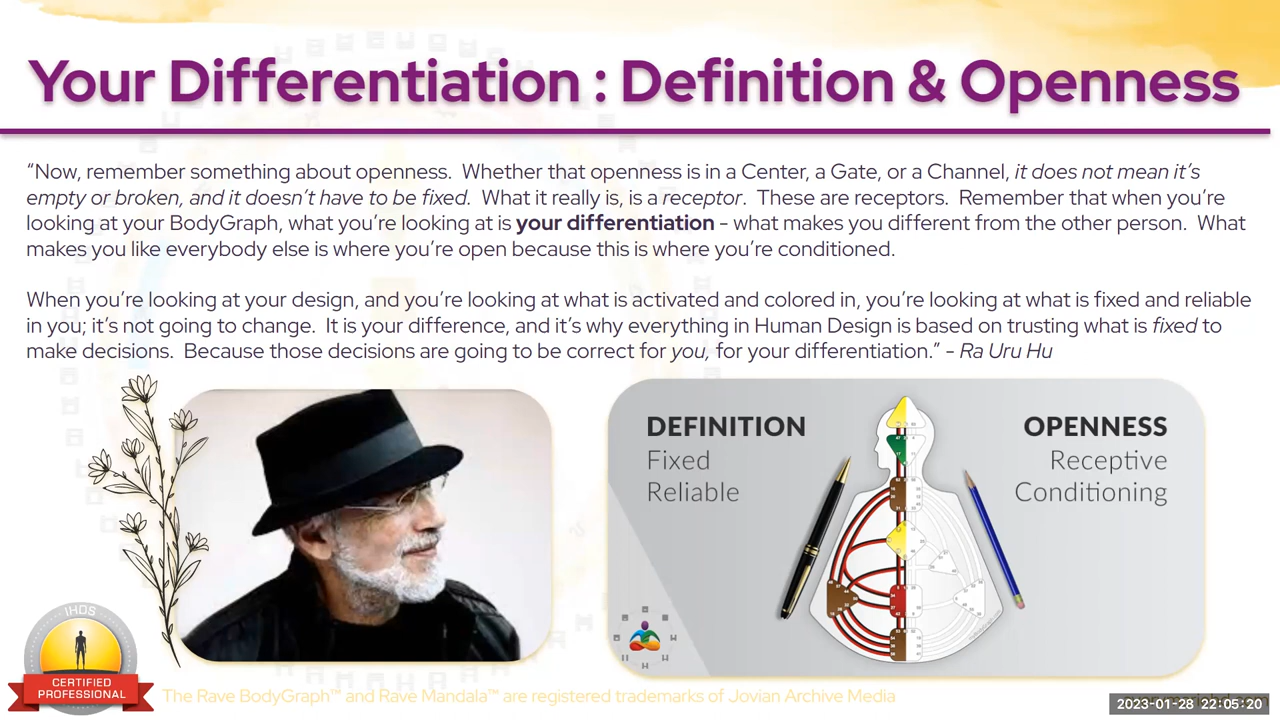 Your Differentiation : Definition & Openness
“Now, remember something about openness. Whether that openness is in a Center, a Gate, or a Channel, it does not mean it’s
empty or broken, and it doesn’t have to be fixed. What it really is, is a receptor. These are receptors. Remember that when you’re
looking at your BodyGraph, what you’re looking at is your differentiation - what makes you different from the other person. What
makes you like everybody else is where you’re open because this is where you’re conditioned.
When you’re looking at your design, and you’re looking at what is activated and colored in, you’re looking at what is fixed and reliable
in you; it’s not going to change. It is your difference, and it’s why everything in Human Design is based on trusting what is fixed to
make decisions. Because those decisions are going to be correct for you, for your differentiation.” - Ra Uru Hu
DEFINITION
Fixed
Reliable
OPENNESS
Receptive
Conditioning
IHDS
CERTIFIED
PROFESSIONAL
The Rave BodyGraph™ and Rave Mandala™ are registered trademarks of Jovian Archive Media
2023-01-28 22:05:20